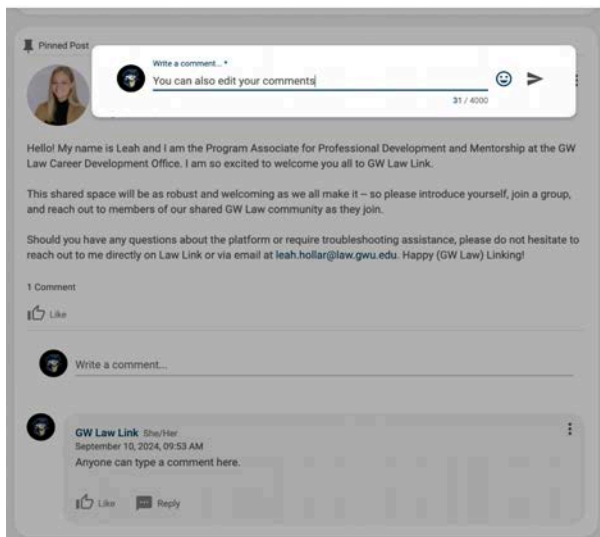 Pinned Post
Write a comment... *
You can also edit your comments
31 / 4000
Hello! My name is Leah and I am the Program Associate for Professional Development and Mentorship at the GW
Law Career Development Office. I am so excited to welcome you all to GW Law Link.
This shared space will be as robust and welcoming as we all make it – so please introduce yourself, join a group,
and reach out to members of our shared GW Law community as they join.
Should you have any questions about the platform or require troubleshooting assistance, please do not hesitate to
reach out to me directly on Law Link or via email at leah.hollar@law.gwu.edu. Happy (GW Law) Linking!
1 Comment
Like
Write a comment...
GW Law Link She/Her
September 10, 2024, 09:53 AM
Anyone can type a comment here.
Like Reply